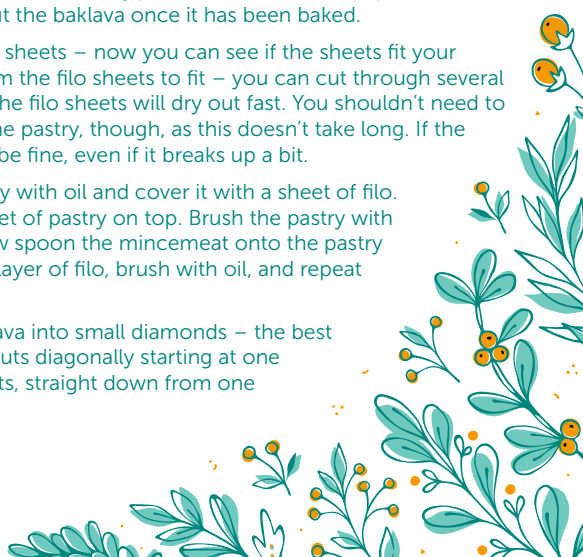 ut the baklava once it has been baked.
sheets – now you can see if the sheets fit your
m the filo sheets to fit – you can cut through several
he filo sheets will dry out fast. You shouldn’t need to
he pastry, though, as this doesn’t take long. If the
be fine, even if it breaks up a bit.
y with oil and cover it with a sheet of filo.
et of pastry on top. Brush the pastry with
w spoon the mincemeat onto the pastry
layer of filo, brush with oil, and repeat
ava into small diamonds – the best
uts diagonally starting at one
ts, straight down from one